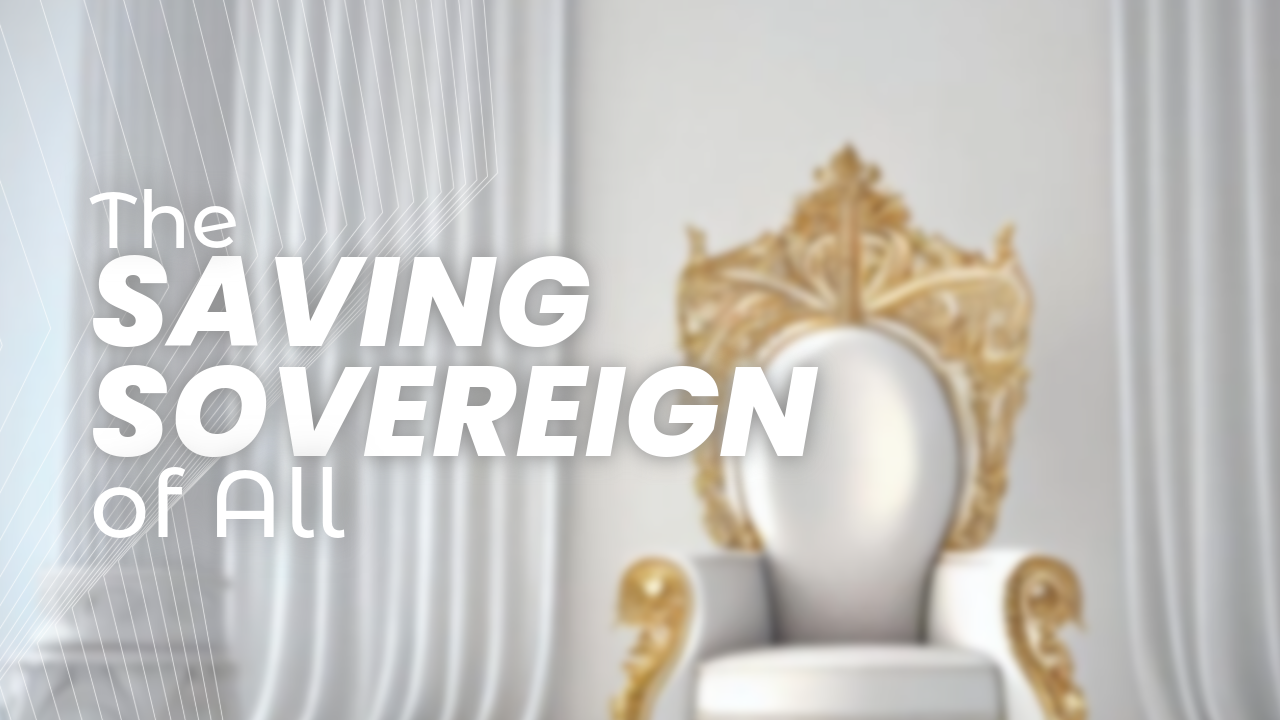 The
SAVING
SOVEREIGN
of All